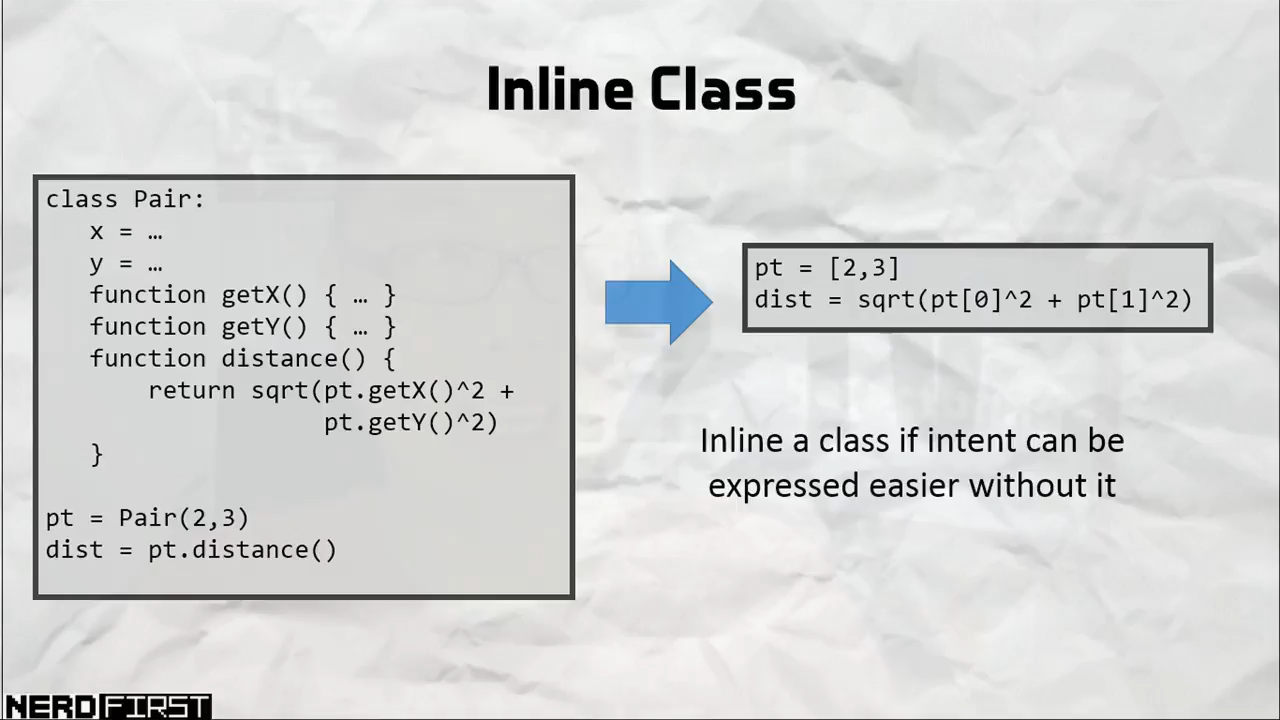 Inline Class
class Pair:
   x = …
   y = …
   function getX() { … }
   function getY() { … }
   function distance() {
       return sqrt(pt.getX()^2 +
                   pt.getY()^2)
   }
pt = Pair(2,3)
dist = pt.distance()
pt = [2,3]
dist = sqrt(pt[0]^2 + pt[1]^2)
Inline a class if intent can be
expressed easier without it
NERDFIRST